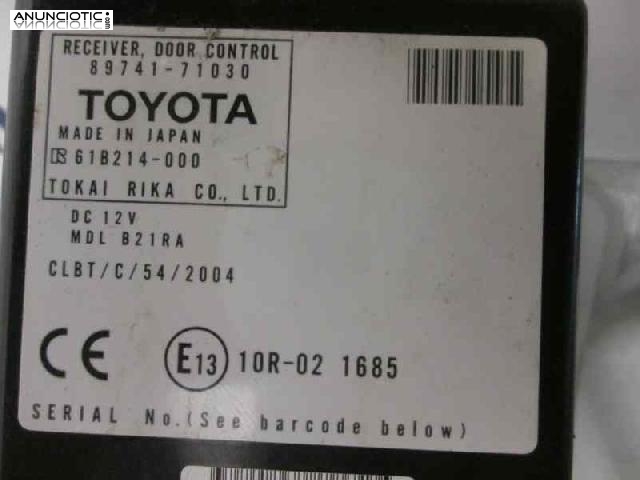 ANUNCIOTIC
RECEIVER, DOOR CONTROL
89741-71030
TOYOTA
MADE IN JAPAN
R 61B214-000
TOKAI RIKA CO., LTD.
DC 12V
MDL B21RA
CLBT/C/54/2004
CE E13 10R-02 1685
SERIAL No.(See barcode below)